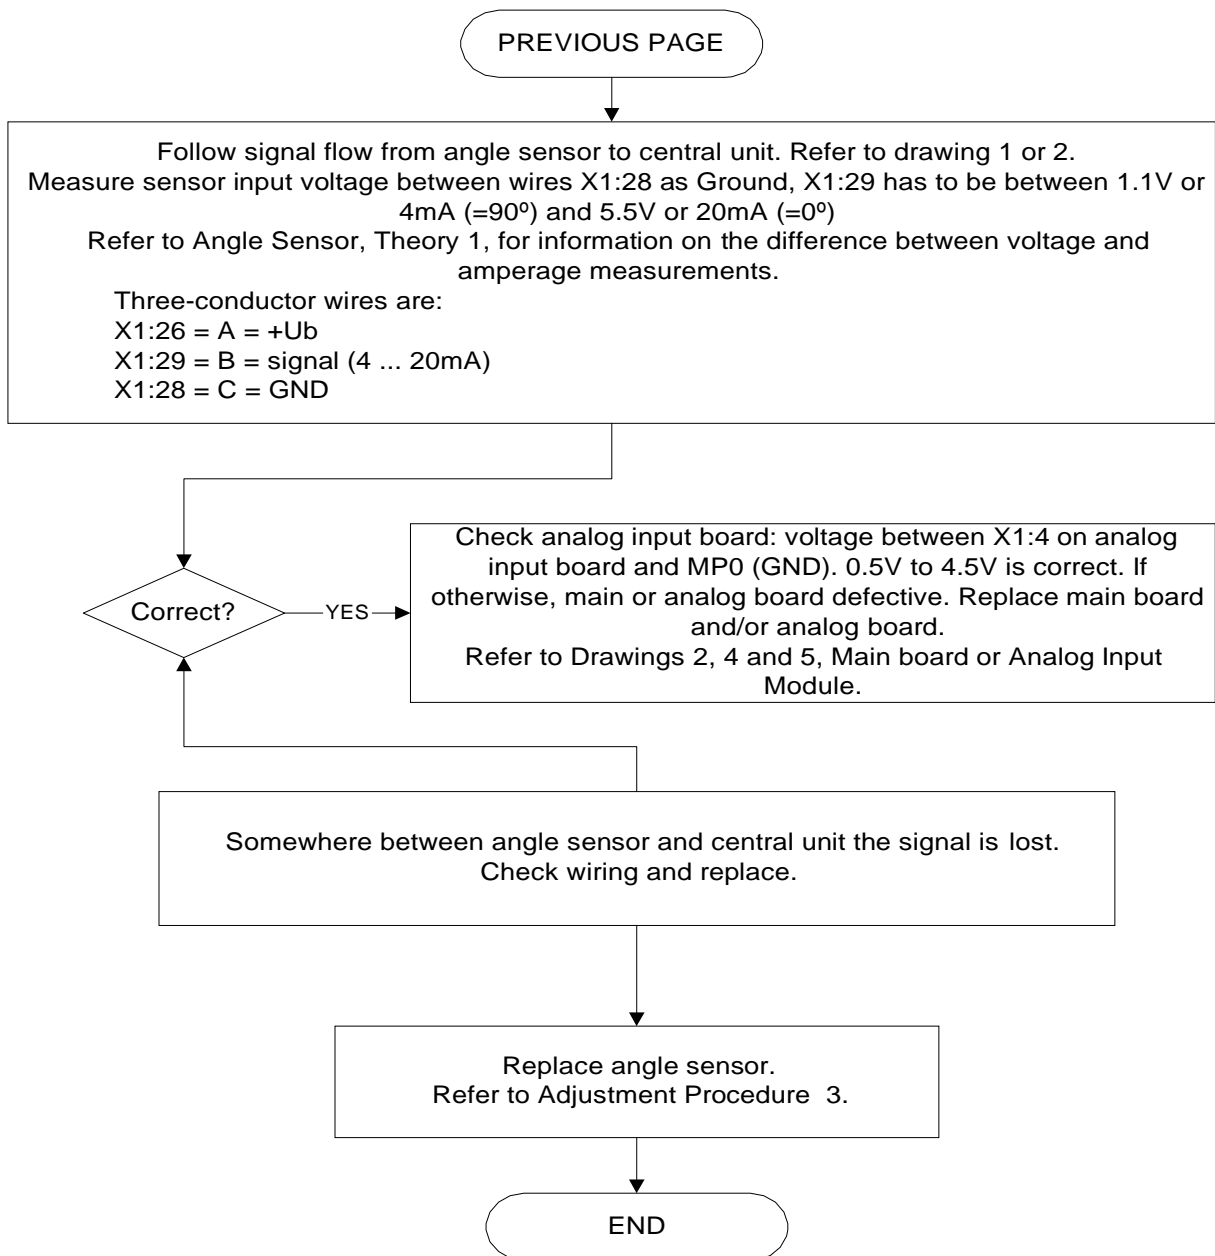 PREVIOUS PAGE
Follow signal flow from angle sensor to central unit. Refer to drawing 1 or 2.
Measure sensor input voltage between wires X1:28 as Ground, X1:29 has to be between 1.1V or
4mA (=90º) and 5.5V or 20mA (=0º)
Refer to Angle Sensor, Theory 1, for information on the difference between voltage and
amperage measurements.
Three-conductor wires are:
X1:26 = A = +Ub
X1:29 = B = signal (4 ... 20mA)
X1:28 = C = GND
Correct?
YES
Check analog input board: voltage between X1:4 on analog
input board and MP0 (GND). 0.5V to 4.5V is correct. If
otherwise, main or analog board defective. Replace main board
and/or analog board.
Refer to Drawings 2, 4 and 5, Main board or Analog Input
Module.
Somewhere between angle sensor and central unit the signal is lost.
Check wiring and replace.
Replace angle sensor.
Refer to Adjustment Procedure 3.
END